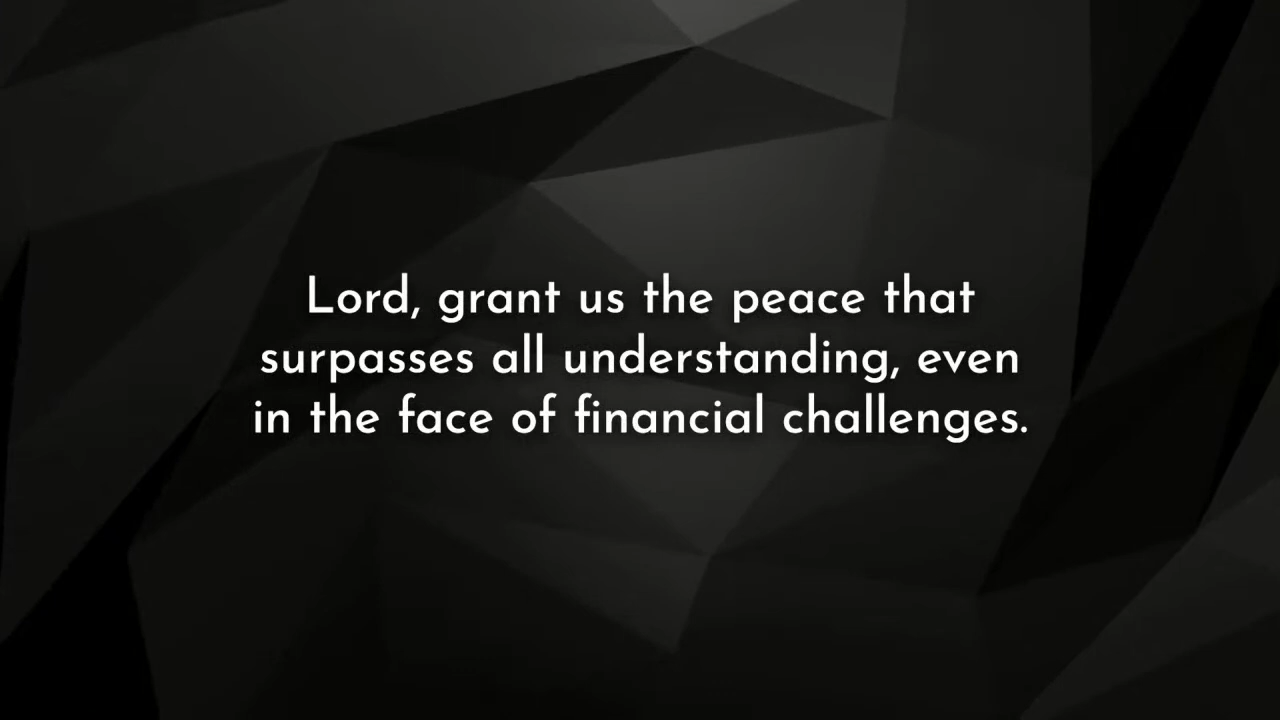 Lord, grant us the peace that
surpasses all understanding, even
in the face of financial challenges.